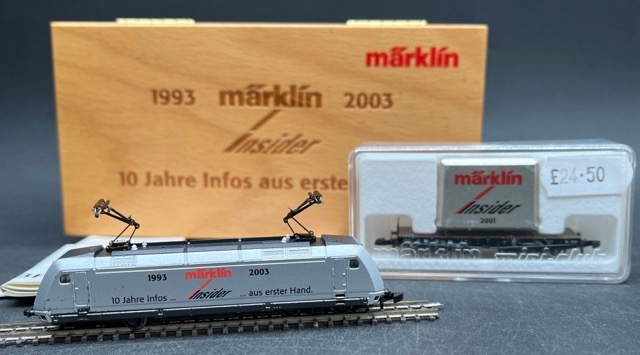 märklin
1993 märklin 2003
Insider
10 Jahre Infos aus erste
märklin
Insider
2001
£24·50
1993 märklin 2003
10 Jahre Infos ... Insider ... aus erster Hand.